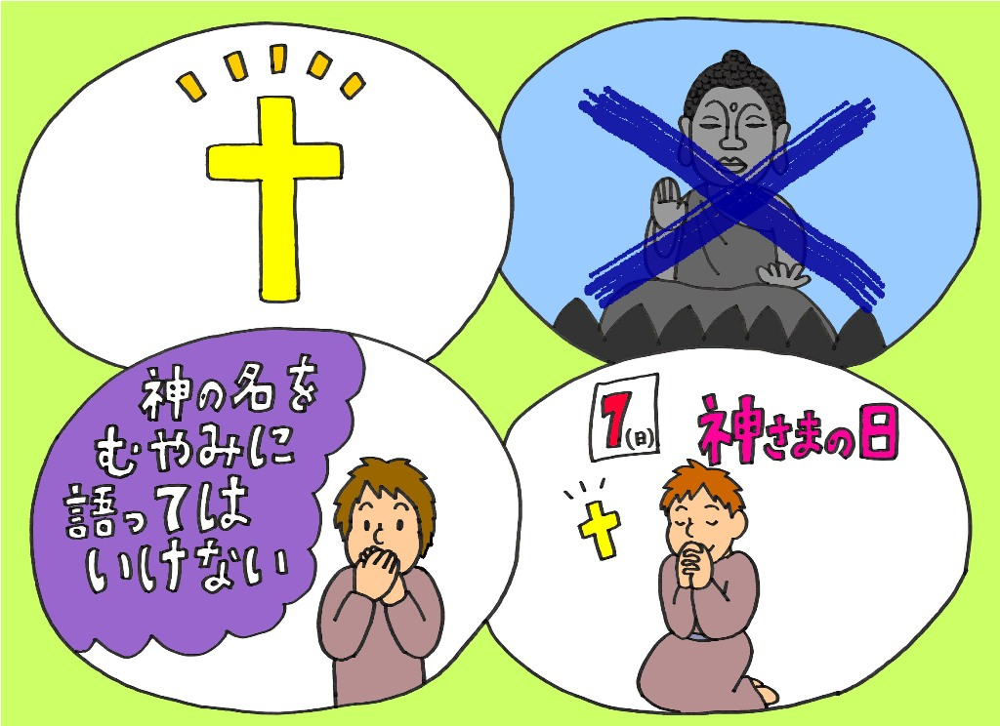 神の名を
むやみに
語っては
いけない
7(日)
神さまの日